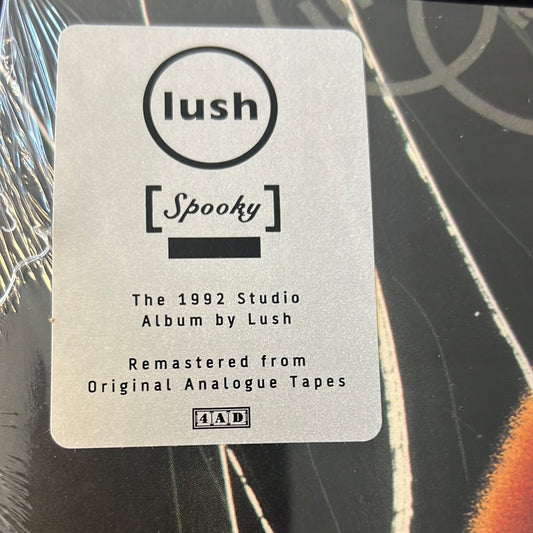 lush
[Spooky]
The 1992 Studio
Album by Lush
Remastered from
Original Analogue Tapes
4AD